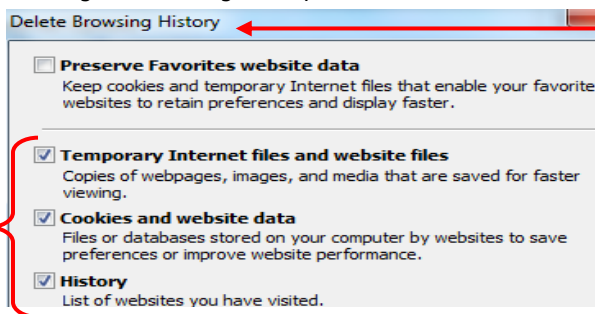 Delete Browsing History
Preserve Favorites website data
Keep cookies and temporary Internet files that enable your favorite
websites to retain preferences and display faster.
Temporary Internet files and website files
Copies of webpages, images, and media that are saved for faster
viewing.
Cookies and website data
Files or databases stored on your computer by websites to save
preferences or improve website performance.
History
List of websites you have visited.